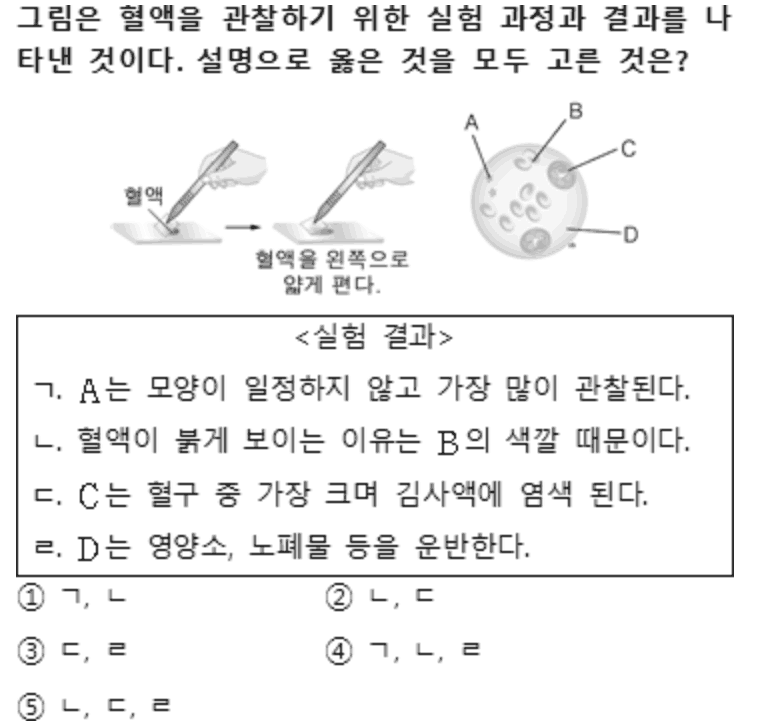 그림은 혈액을 관찰하기 위한 실험 과정과 결과를 나
타낸 것이다. 설명으로 옳은 것을 모두 고른 것은?
A
B
C
D
혈액
혈액을 왼쪽으로
얇게 편다.
<실험 결과>
ㄱ. A는 모양이 일정하지 않고 가장 많이 관찰된다.
ㄴ. 혈액이 붉게 보이는 이유는 B의 색깔 때문이다.
ㄷ. C는 혈구 중 가장 크며 김사액에 염색 된다.
ㄹ. D는 영양소, 노폐물 등을 운반한다.
① ㄱ, ㄴ ② ㄴ, ㄷ
③ ㄷ, ㄹ ④ ㄱ, ㄴ, ㄹ
⑤ ㄴ, ㄷ, ㄹ